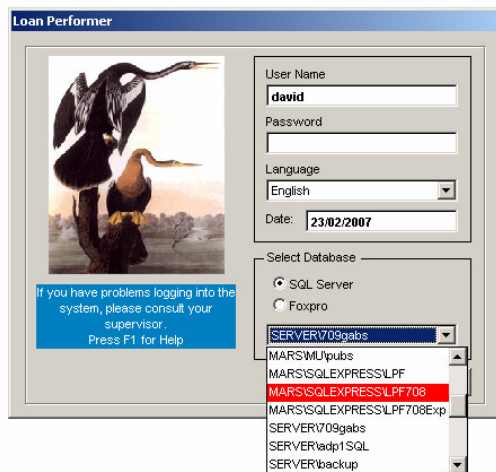 Loan Performer
User Name
david
Password
Language
English
Date: 23/02/2007
If you have problems logging into the
system, please consult your
supervisor.
Press F1 for Help
Select Database
SQL Server
Foxpro
SERVER\709gabs
MARS\MU\pubs
MARS\SQLEXPRESS\LPF
MARS\SQLEXPRESS\LPF708
MARS\SQLEXPRESS\LPF708Exp
SERVER\709gabs
SERVER\adp1SQL
SERVER\backup